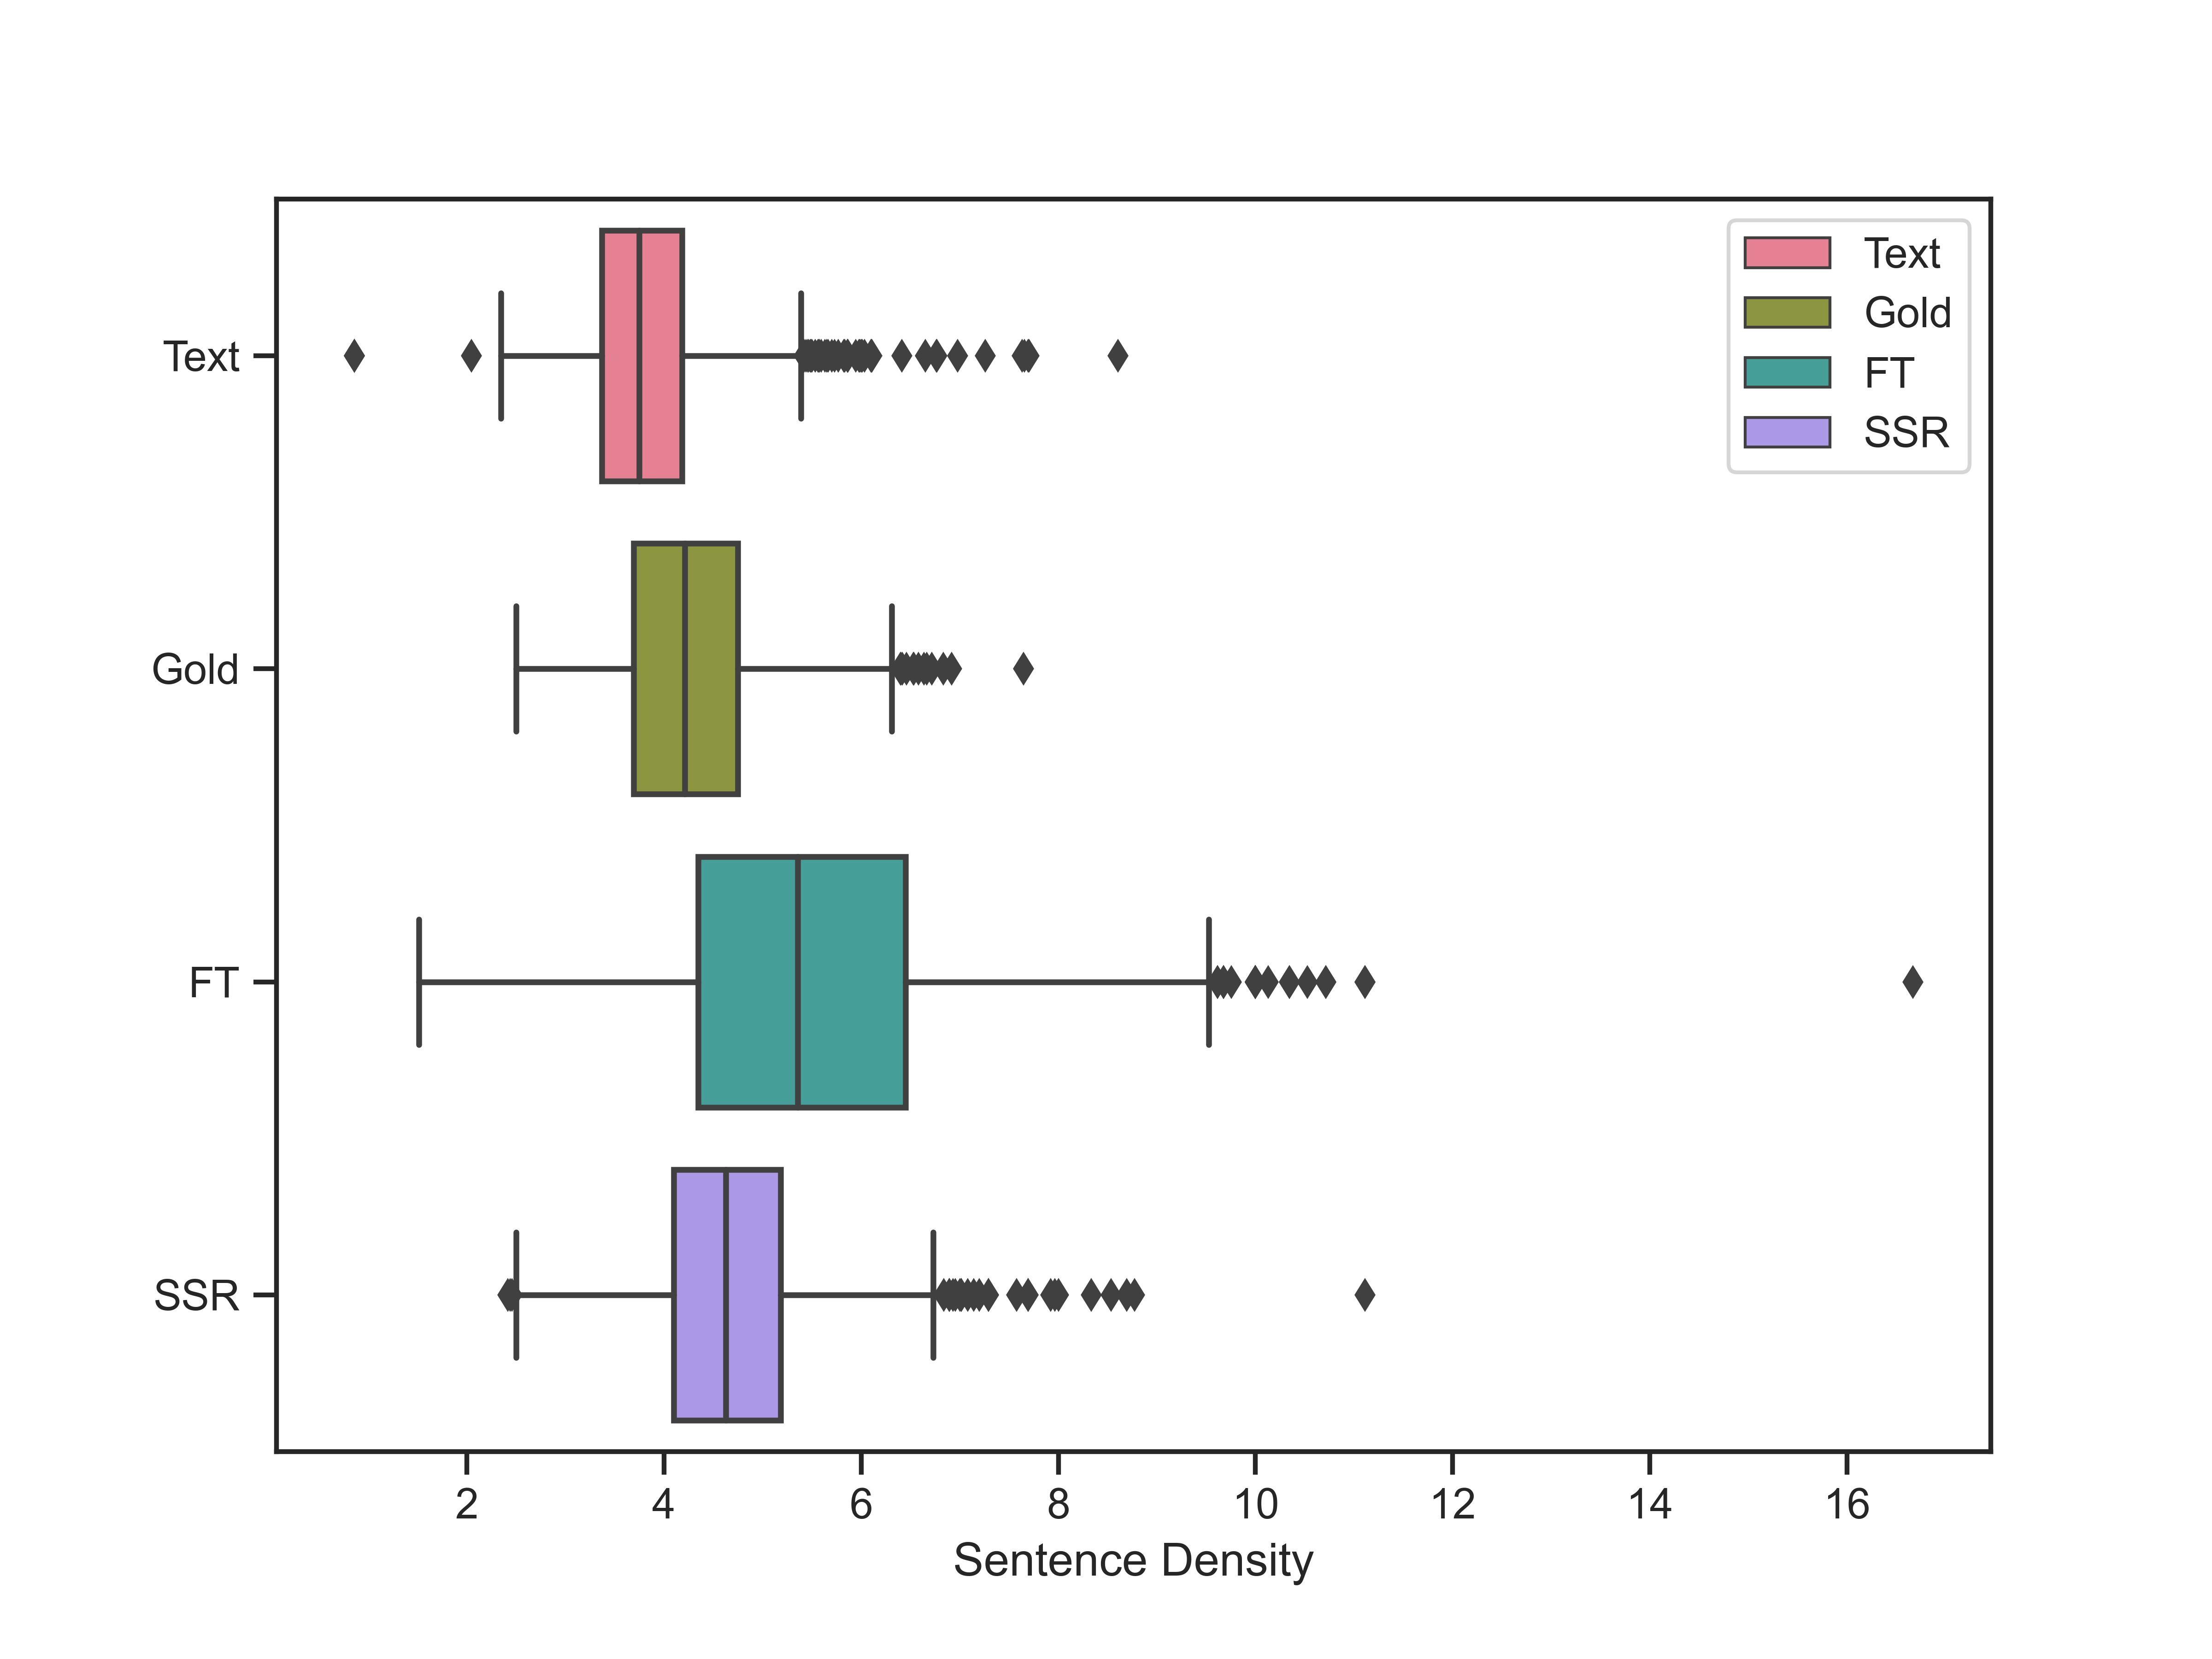 Text
Gold
FT
SSR
Text
Gold
FT
SSR
2 4 6 8 10 12 14 16
Sentence Density